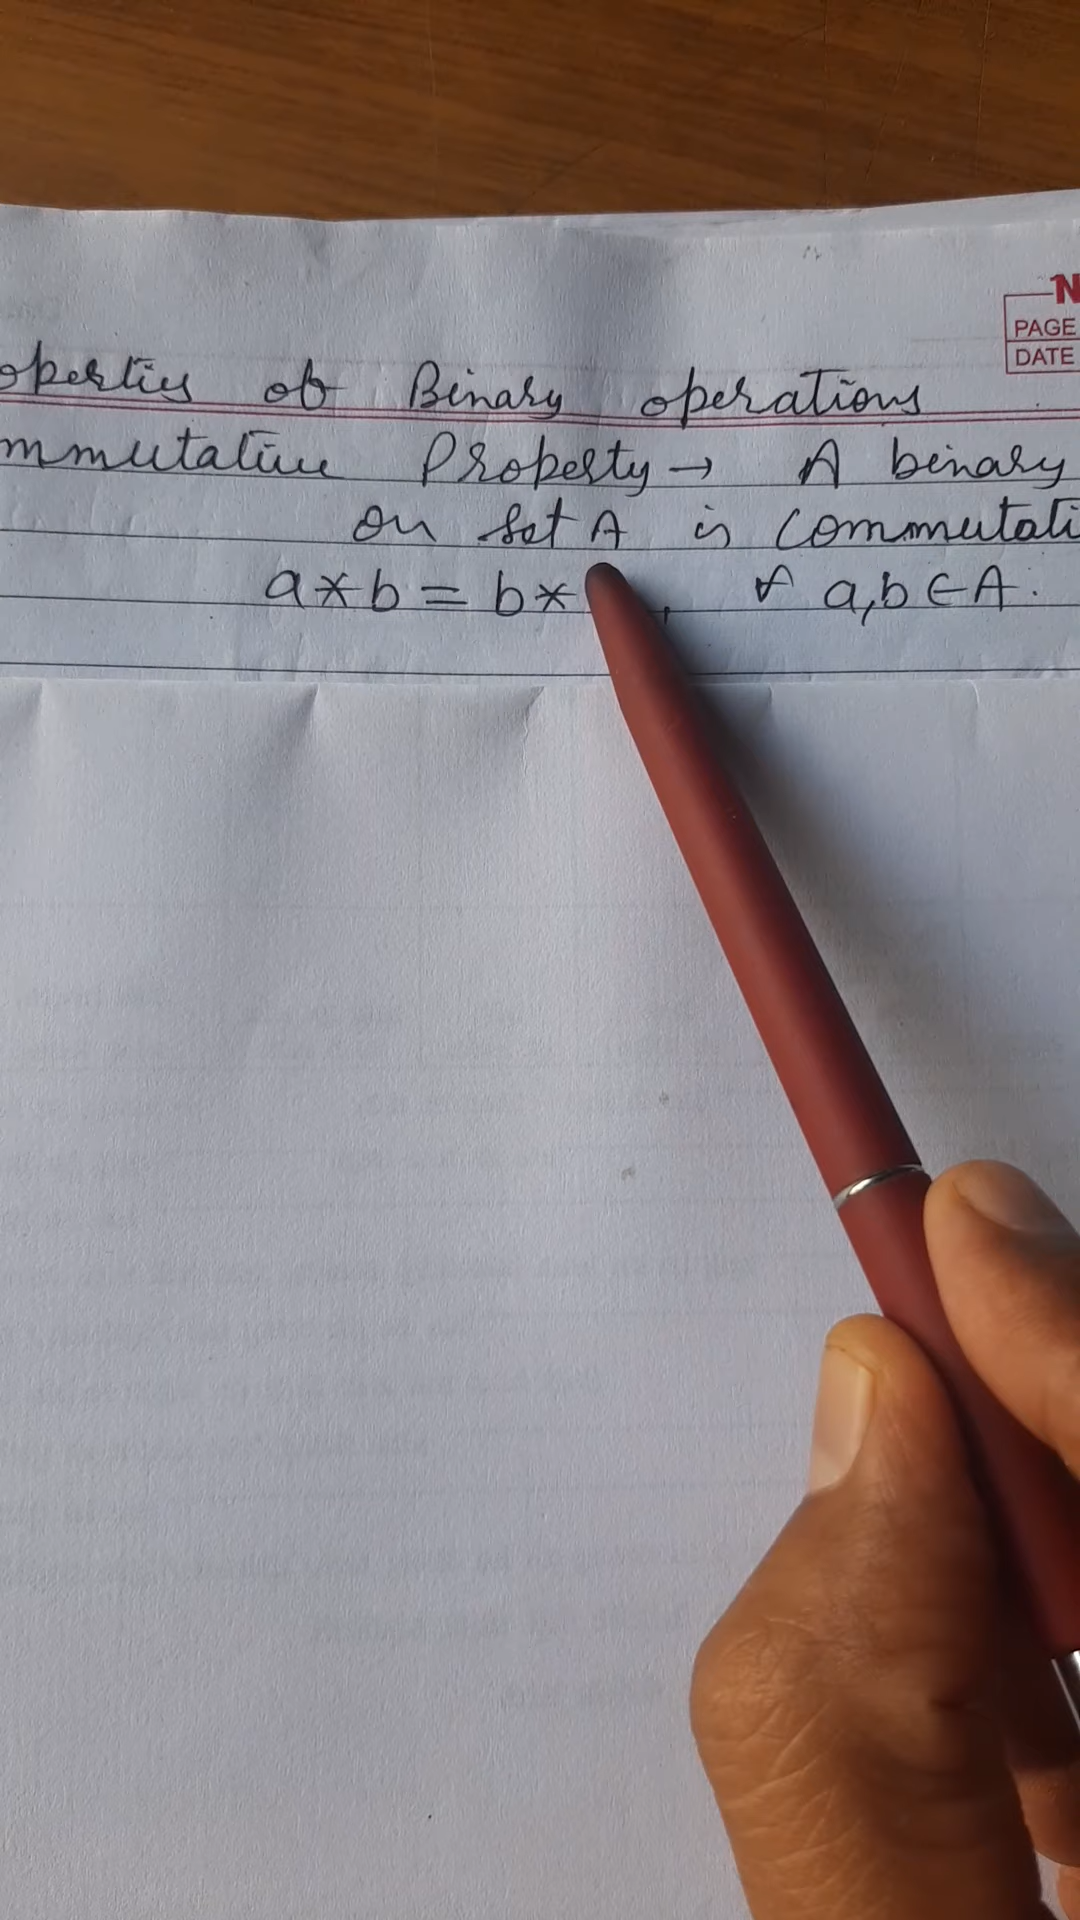 N
PAGE
DATE
operties of Binary operations
mmutative Property → A binary
on set A is Commutati
a*b = b* , ∀ a,b ∈ A.